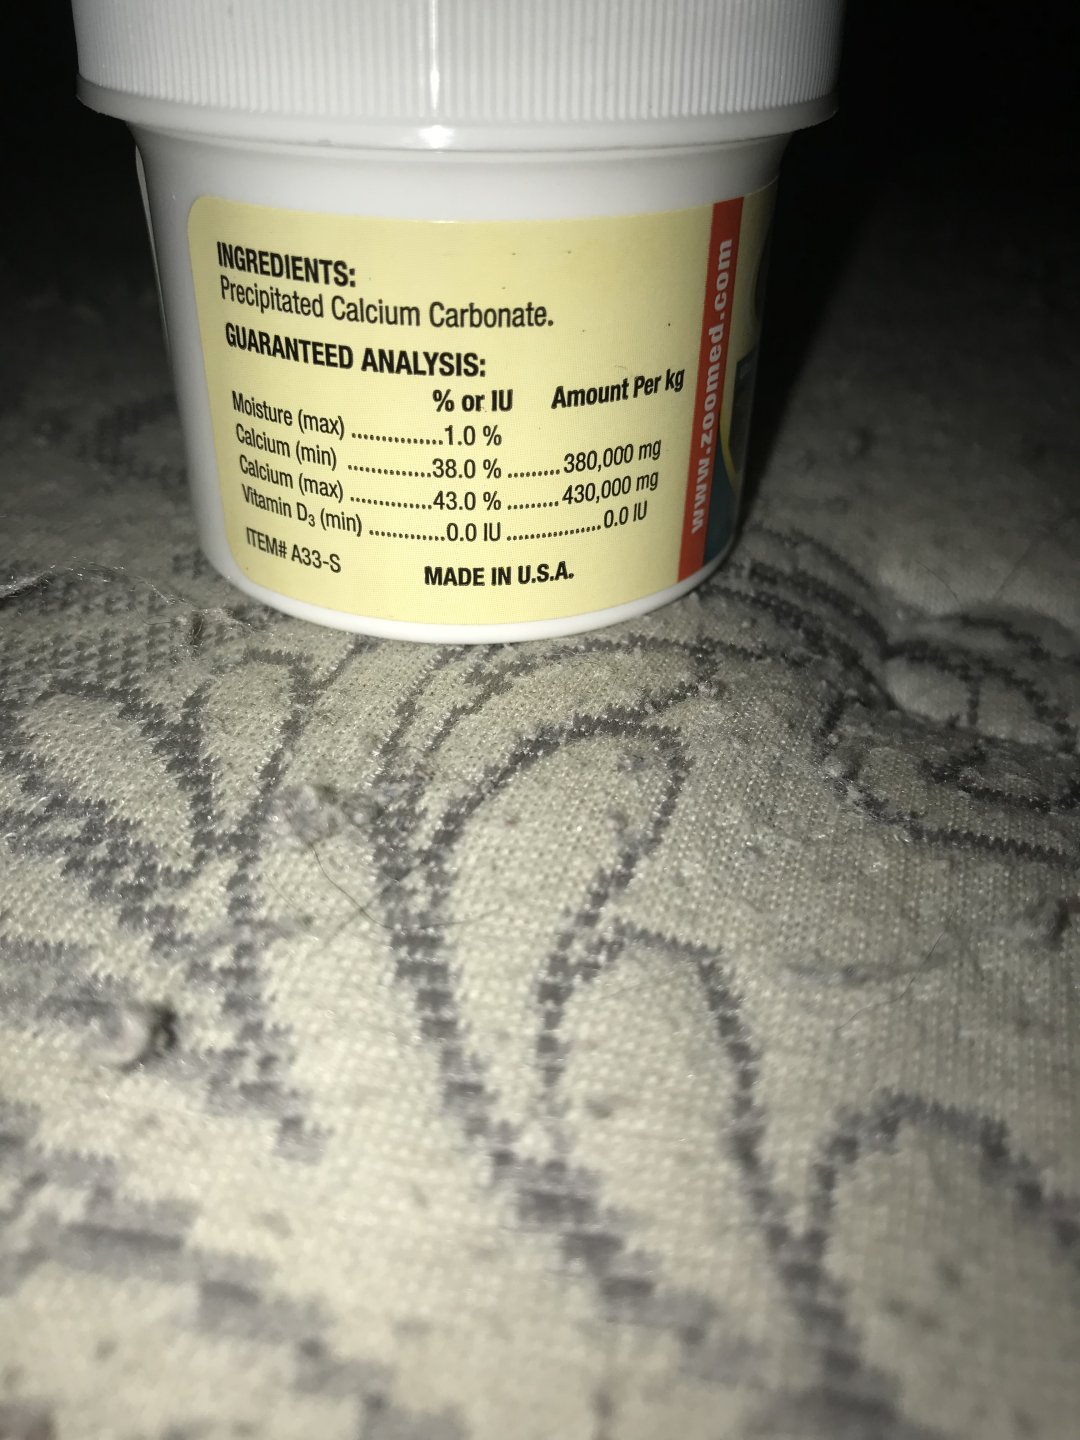 INGREDIENTS:
Precipitated Calcium Carbonate.
GUARANTEED ANALYSIS:
% or IU Amount Per kg
Moisture (max) ...............1.0 %
Calcium (min) ...............38.0 % .........380,000 mg
Calcium (max) ...............43.0 % .........430,000 mg
Vitamin D₃ (min) ..............0.0 IU ..................0.0 IU
ITEM# A33-S
MADE IN U.S.A.
www.zoomed.com